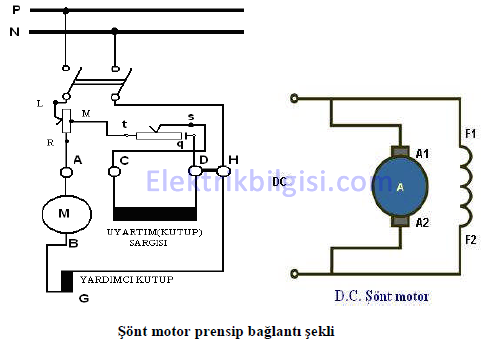 P
N
L
M
R
t
s
q
A
C
D
H
M
B
UYARTIM(KUTUP)
SARGISI
YARDIMCI KUTUP
G
Elektrikbilgisi.com
F1
A1
DC
A
A2
F2
D.C. Şönt motor
Şönt motor prensip bağlantı şekli